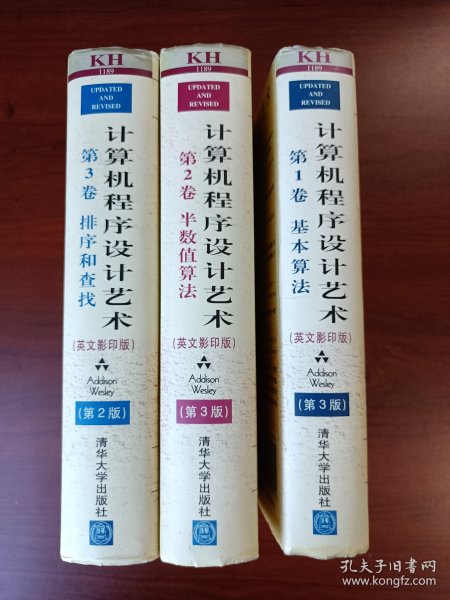 KH
1189
UPDATED
AND
REVISED
计算机程序设计艺术
第3卷 排序和查找
(英文影印版)
Addison
Wesley
(第2版)
清华大学出版社
KH
1189
UPDATED
AND
REVISED
计算机程序设计艺术
第2卷 半数值算法
(英文影印版)
Addison
Wesley
(第3版)
清华大学出版社
KH
1189
UPDATED
AND
REVISED
计算机程序设计艺术
第1卷 基本算法
(英文影印版)
Addison
Wesley
(第3版)
清华大学出版社
孔夫子旧书网
www.kongfz.com